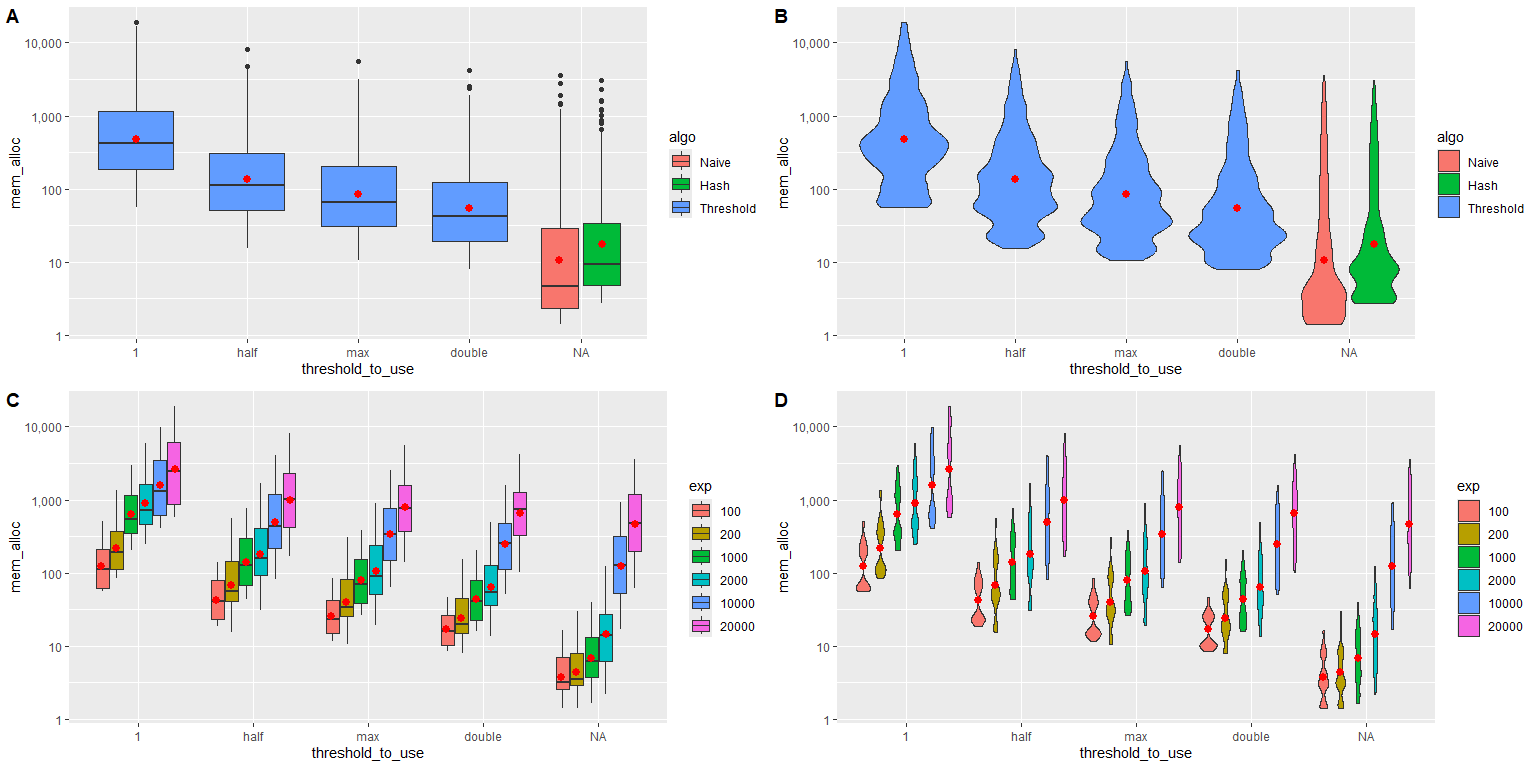 A
mem_alloc
10,000
1,000
100
10
1
1 half max double NA
threshold_to_use
algo
Naive
Hash
Threshold
B
mem_alloc
10,000
1,000
100
10
1
1 half max double NA
threshold_to_use
algo
Naive
Hash
Threshold
C
mem_alloc
10,000
1,000
100
10
1
1 half max double NA
threshold_to_use
exp
100
200
1000
2000
10000
20000
D
mem_alloc
10,000
1,000
100
10
1
1 half max double NA
threshold_to_use
exp
100
200
1000
2000
10000
20000